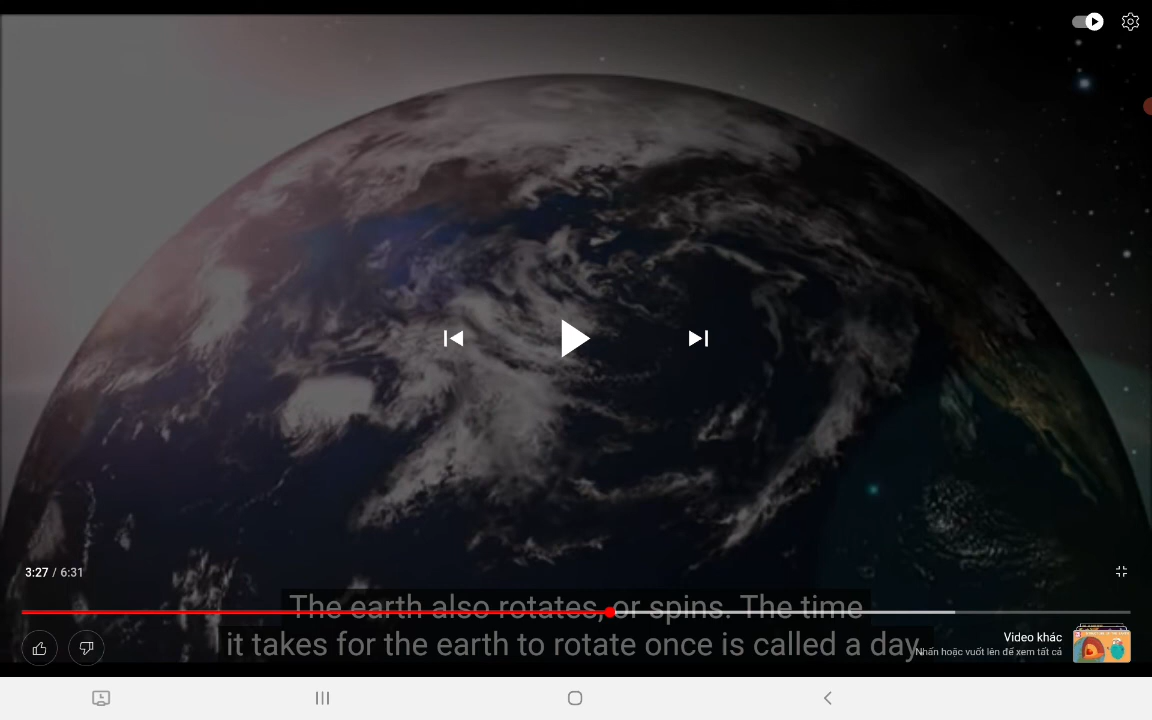 3:27 / 6:31
The earth also rotates, or spins. The time
it takes for the earth to rotate once is called a day.
Video khác
Nhấn hoặc vuốt lên để xem tất cả